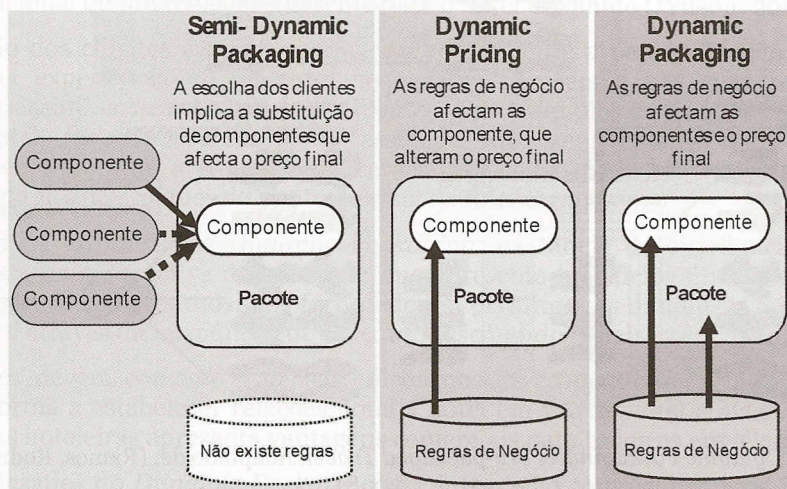 Semi- Dynamic
Packaging
A escolha dos clientes
implica a substituição
de componentes que
afecta o preço final
Componente
Componente
Componente
Componente
Pacote
Não existe regras
Dynamic
Pricing
As regras de negócio
afectam as
componente, que
alteram o preço final
Componente
Pacote
Regras de Negócio
Dynamic
Packaging
As regras de negócio
afectam as
componentes e o preço
final
Componente
Pacote
Regras de Negócio